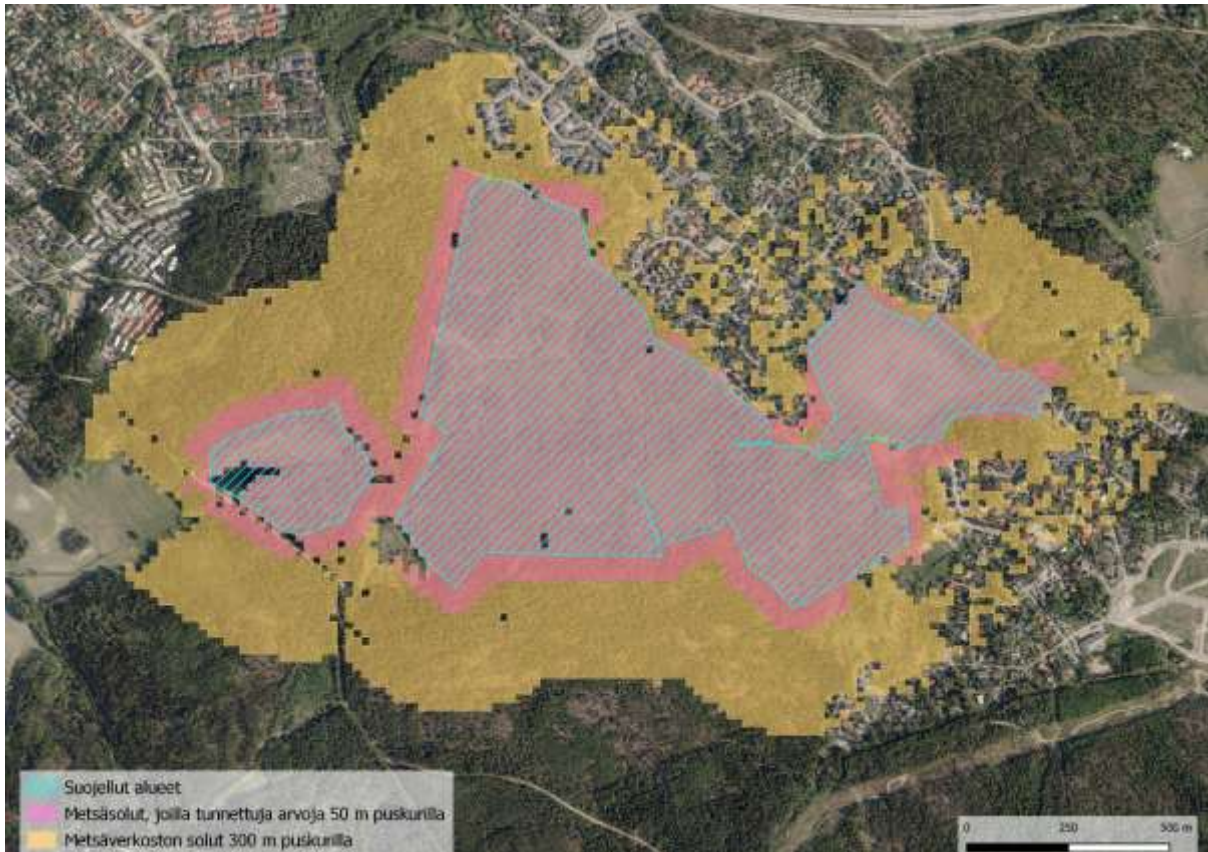 Suojellut alueet
Metsäsolut, joilla tunnettuja arvoja 50 m puskurilla
Metsäverkoston solut 300 m puskurilla
0 250 500 m